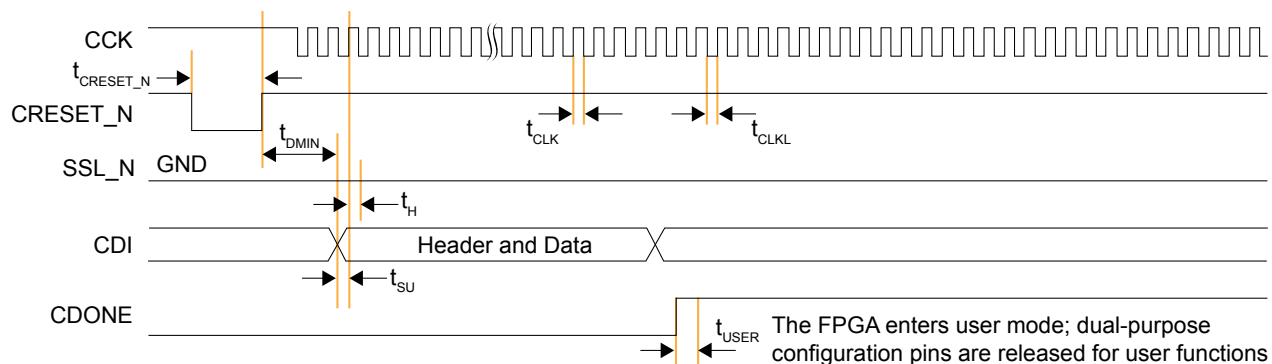 CCK
tCRESET_N
CRESET_N
tDMIN
tCLK
tCLKL
SSL_N GND
tH
CDI Header and Data
tSU
CDONE
tUSER The FPGA enters user mode; dual-purpose
configuration pins are released for user functions